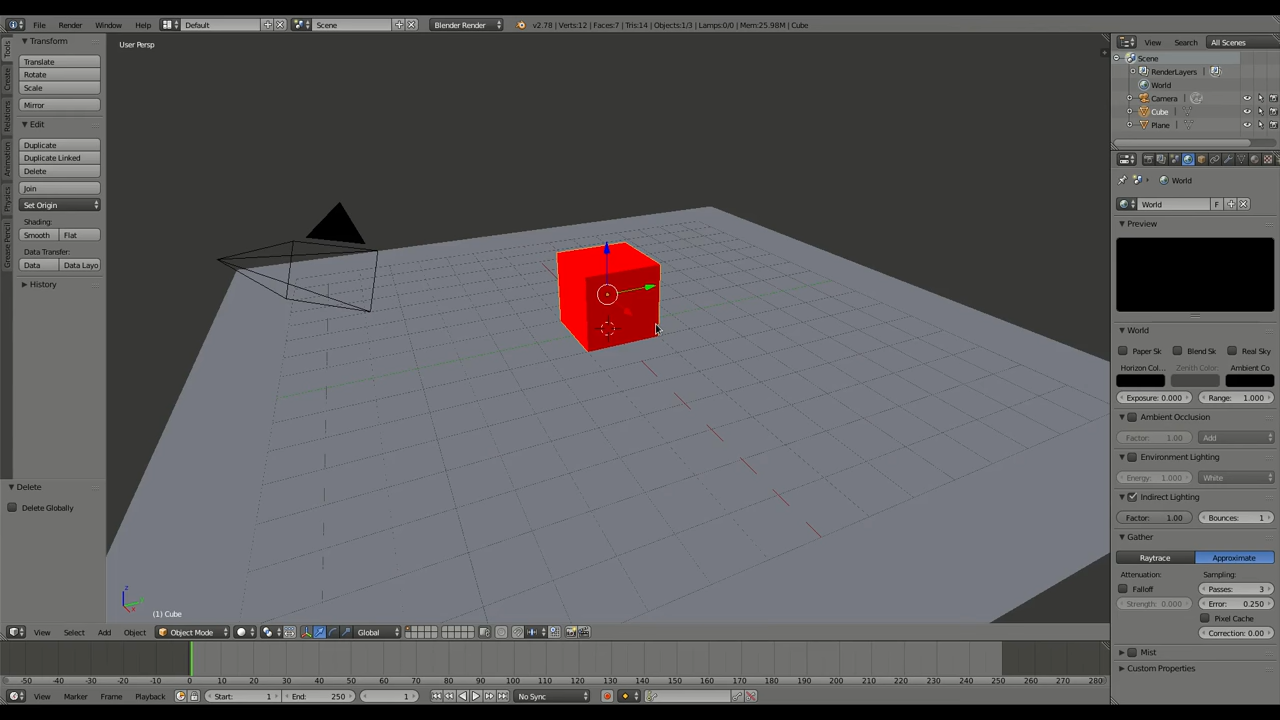 File Render Window Help Default Scene Blender Render v2.78 | Verts:12 | Faces:7 | Tris:14 | Objects:1/3 | Lamps:0/0 | Mem:25.98M | Cube
Transform
Translate
Rotate
Scale
Mirror
Edit
Duplicate
Duplicate Linked
Delete
Join
Set Origin
Shading:
Smooth Flat
Data Transfer:
Data Data Layo
History
Delete
Delete Globally
Tools
Create
Relations
Animation
Physics
Grease Pencil
User Persp
(1) Cube
View Select Add Object Object Mode Global
View Search All Scenes
Scene
RenderLayers
World
Camera
Cube
Plane
World
World F
Preview
World
Paper Sk Blend Sk Real Sky
Horizon Col... Zenith Color: Ambient Co
Exposure: 0.000 Range: 1.000
Ambient Occlusion
Factor: 1.00 Add
Environment Lighting
Energy: 1.000 White
Indirect Lighting
Factor: 1.00 Bounces: 1
Gather
Raytrace Approximate
Attenuation: Sampling:
Falloff Passes: 3
Strength: 0.000 Error: 0.250
Pixel Cache
Correction: 0.00
Mist
Custom Properties
-50 -40 -30 -20 -10 0 10 20 30 40 50 60 70 80 90 100 110 120 130 140 150 160 170 180 190 200 210 220 230 240 250 260 270 280
View Marker Frame Playback Start: 1 End: 250 1 No Sync